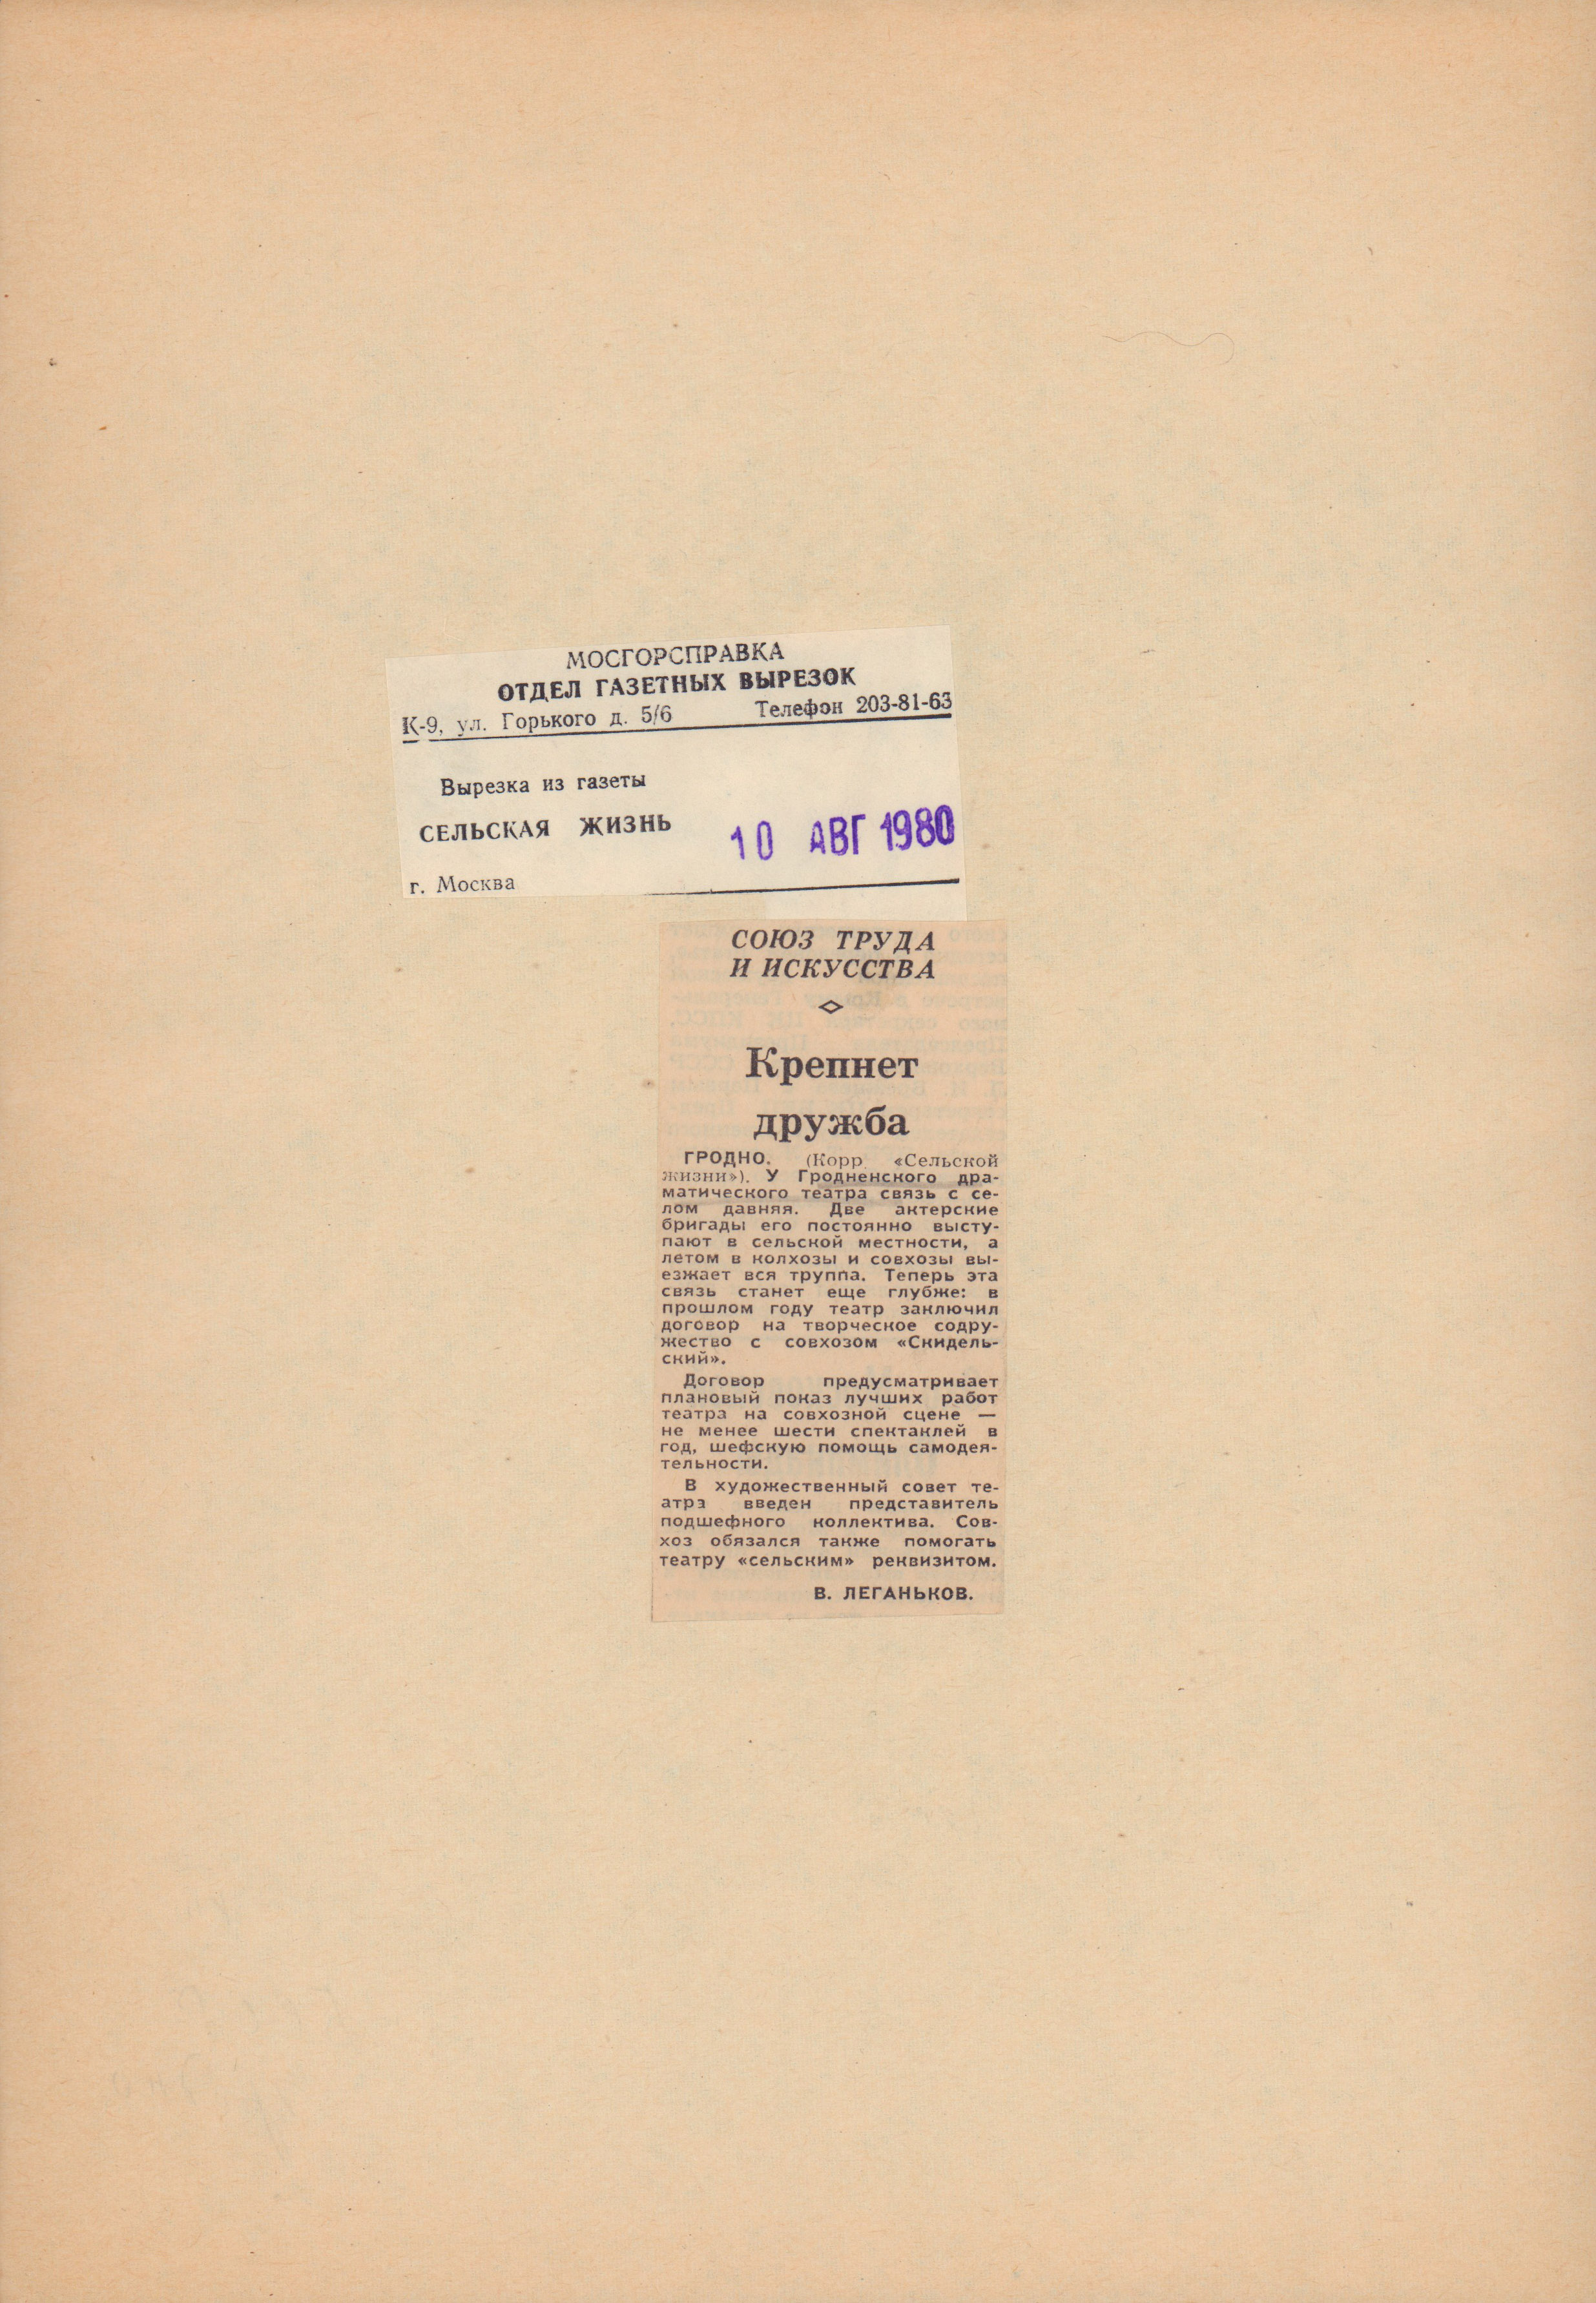 МОСГОРСПРАВКА
ОТДЕЛ ГАЗЕТНЫХ ВЫРЕЗОК
К-9, ул. Горького д. 5/6 Телефон 203-81-63
Вырезка из газеты
СЕЛЬСКАЯ ЖИЗНЬ
10 АВГ 1980
г. Москва
СОЮЗ ТРУДА
И ИСКУССТВА
Крепнет
дружба
ГРОДНО. (Корр. «Сельской
жизни»). У Гродненского дра-
матического театра связь с се-
лом давняя. Две актерские
бригады его постоянно высту-
пают в сельской местности, а
летом в колхозы и совхозы вы-
езжает вся труппа. Теперь эта
связь станет еще глубже: в
прошлом году театр заключил
договор на творческое содру-
жество с совхозом «Скидель-
ский».
Договор предусматривает
плановый показ лучших работ
театра на совхозной сцене —
не менее шести спектаклей в
год, шефскую помощь самодея-
тельности.
В художественный совет те-
атра введен представитель
подшефного коллектива. Сов-
хоз обязался также помогать
театру «сельским» реквизитом.
В. ЛЕГАНЬКОВ.